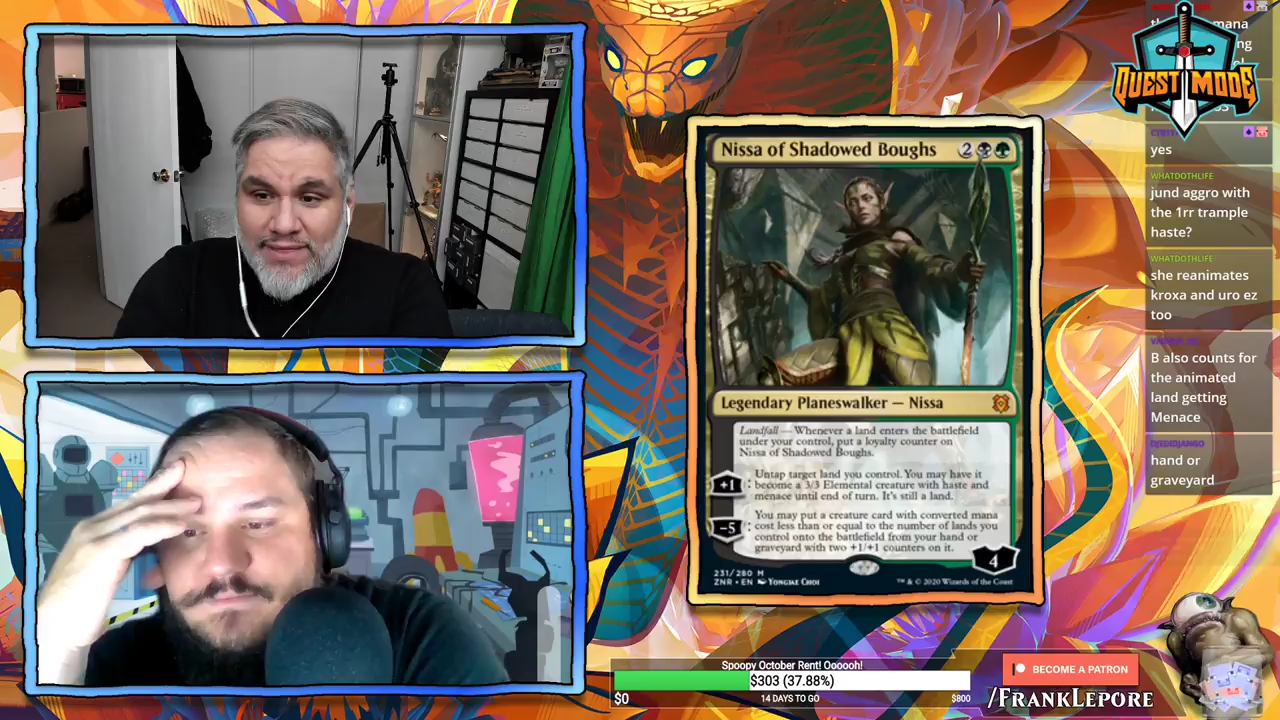 Nissa of Shadowed Boughs 2
Legendary Planeswalker — Nissa
Landfall — Whenever a land enters the battlefield
under your control, put a loyalty counter on
Nissa of Shadowed Boughs.
+1 : Untap target land you control. You may have it
become a 3/3 Elemental creature with haste and
menace until end of turn. It's still a land.
−5 : You may put a creature card with converted mana
cost less than or equal to the number of lands you
control onto the battlefield from your hand or
graveyard with two +1/+1 counters on it.
4
231/280 M
ZNR • EN Yongjae Choi
™ & © 2020 Wizards of the Coast
mana
QUEST MODE
yes
WHATDOTHLIFE
jund aggro with
the 1rr trample
haste?
WHATDOTHLIFE
she reanimates
kroxa and uro ez
too
B also counts for
the animated
land getting
Menace
DJEDIDJANGO
hand or
graveyard
Spoopy October Rent! Oooooh!
$303 (37.88%)
$0
14 DAYS TO GO
$800
BECOME A PATRON
/FRANKLEPORE